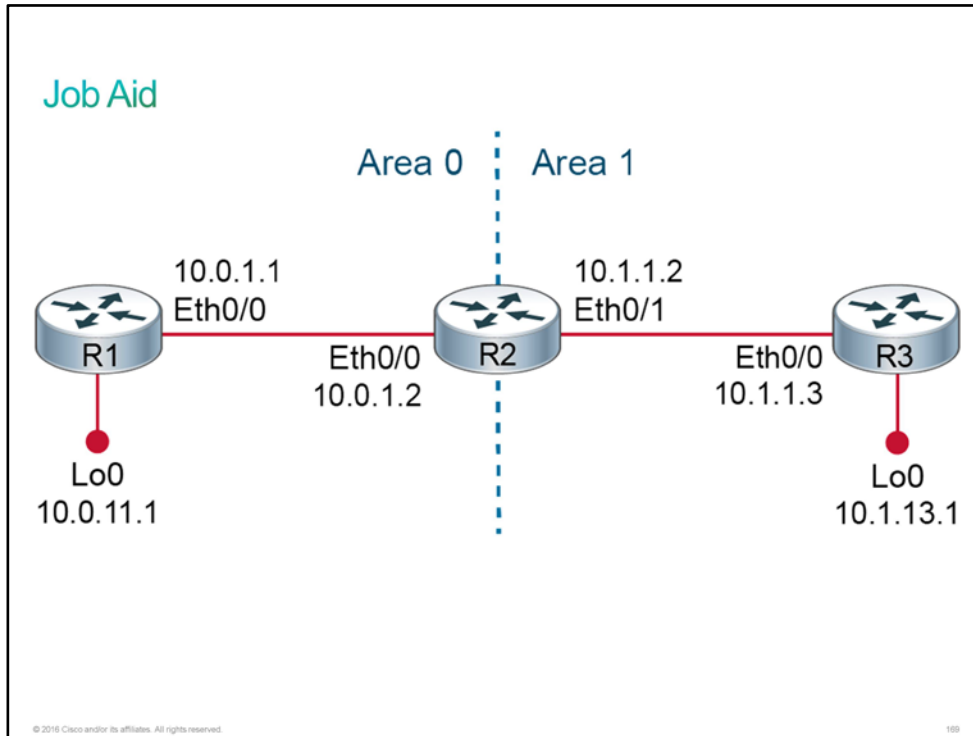 Job Aid
Area 0
Area 1
10.0.1.1
Eth0/0
10.1.1.2
Eth0/1
R1
R2
R3
Eth0/0
10.0.1.2
Eth0/0
10.1.1.3
Lo0
10.0.11.1
Lo0
10.1.13.1
© 2016 Cisco and/or its affiliates. All rights reserved.
169